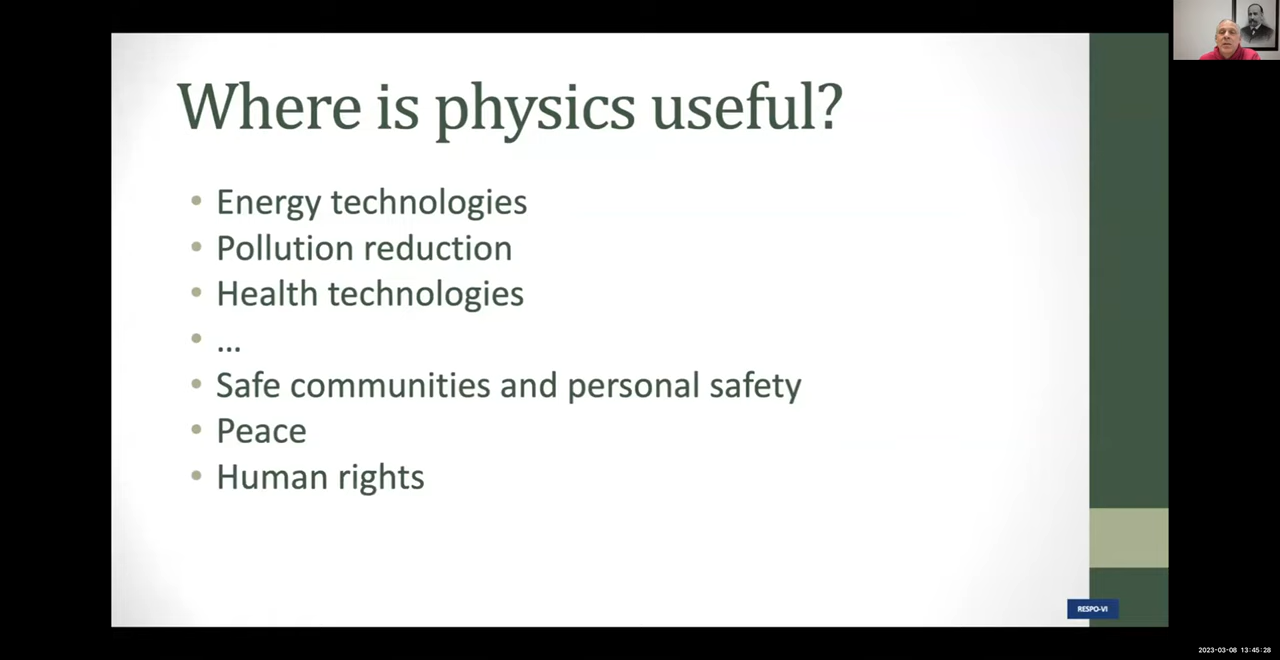 Where is physics useful?
• Energy technologies
• Pollution reduction
• Health technologies
• ...
• Safe communities and personal safety
• Peace
• Human rights
RESPO-VI
2023-03-08 13:45:28